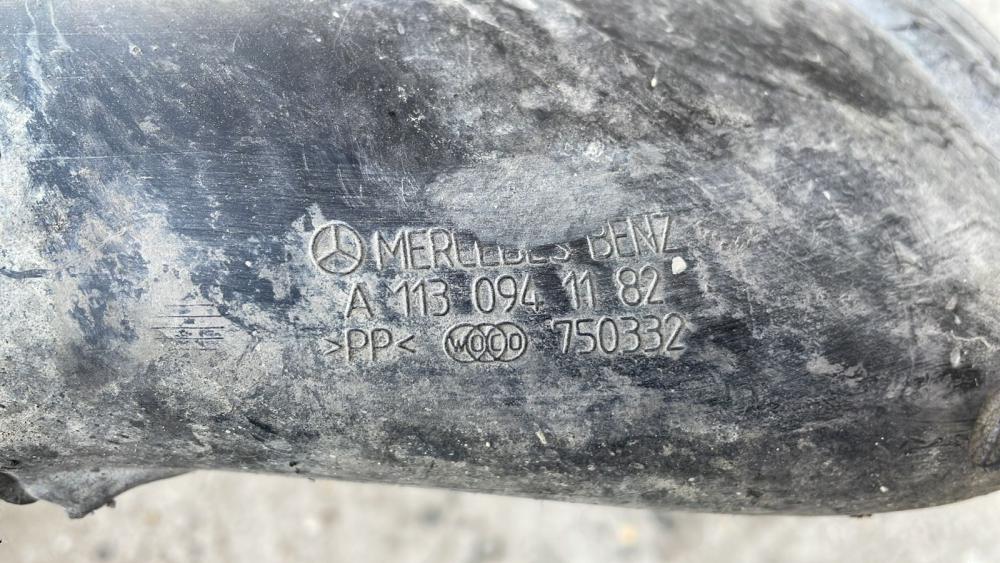 MERCEDES BENZ
A 113 094 11 82
>PP< WOCO 750332